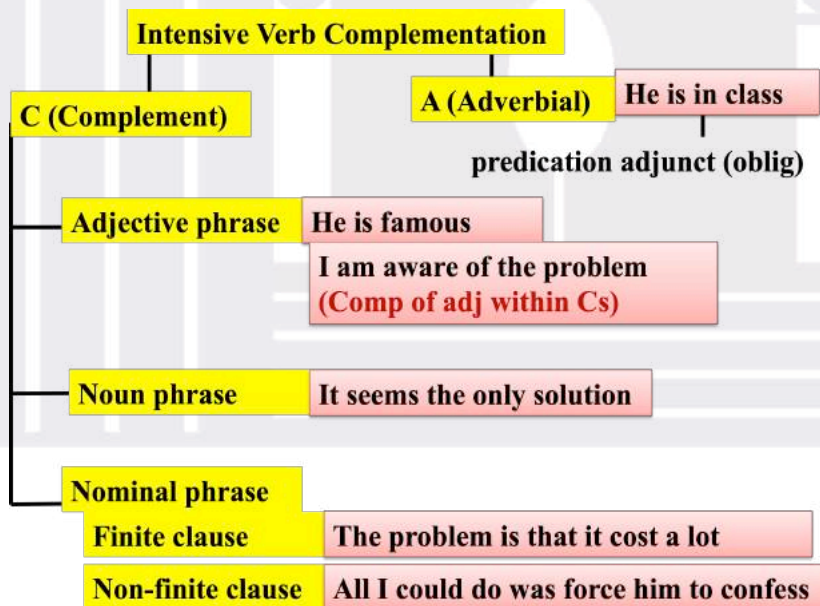 Intensive Verb Complementation
C (Complement)
A (Adverbial)
He is in class
predication adjunct (oblig)
Adjective phrase
He is famous
I am aware of the problem
(Comp of adj within Cs)
Noun phrase
It seems the only solution
Nominal phrase
Finite clause
The problem is that it cost a lot
Non-finite clause
All I could do was force him to confess